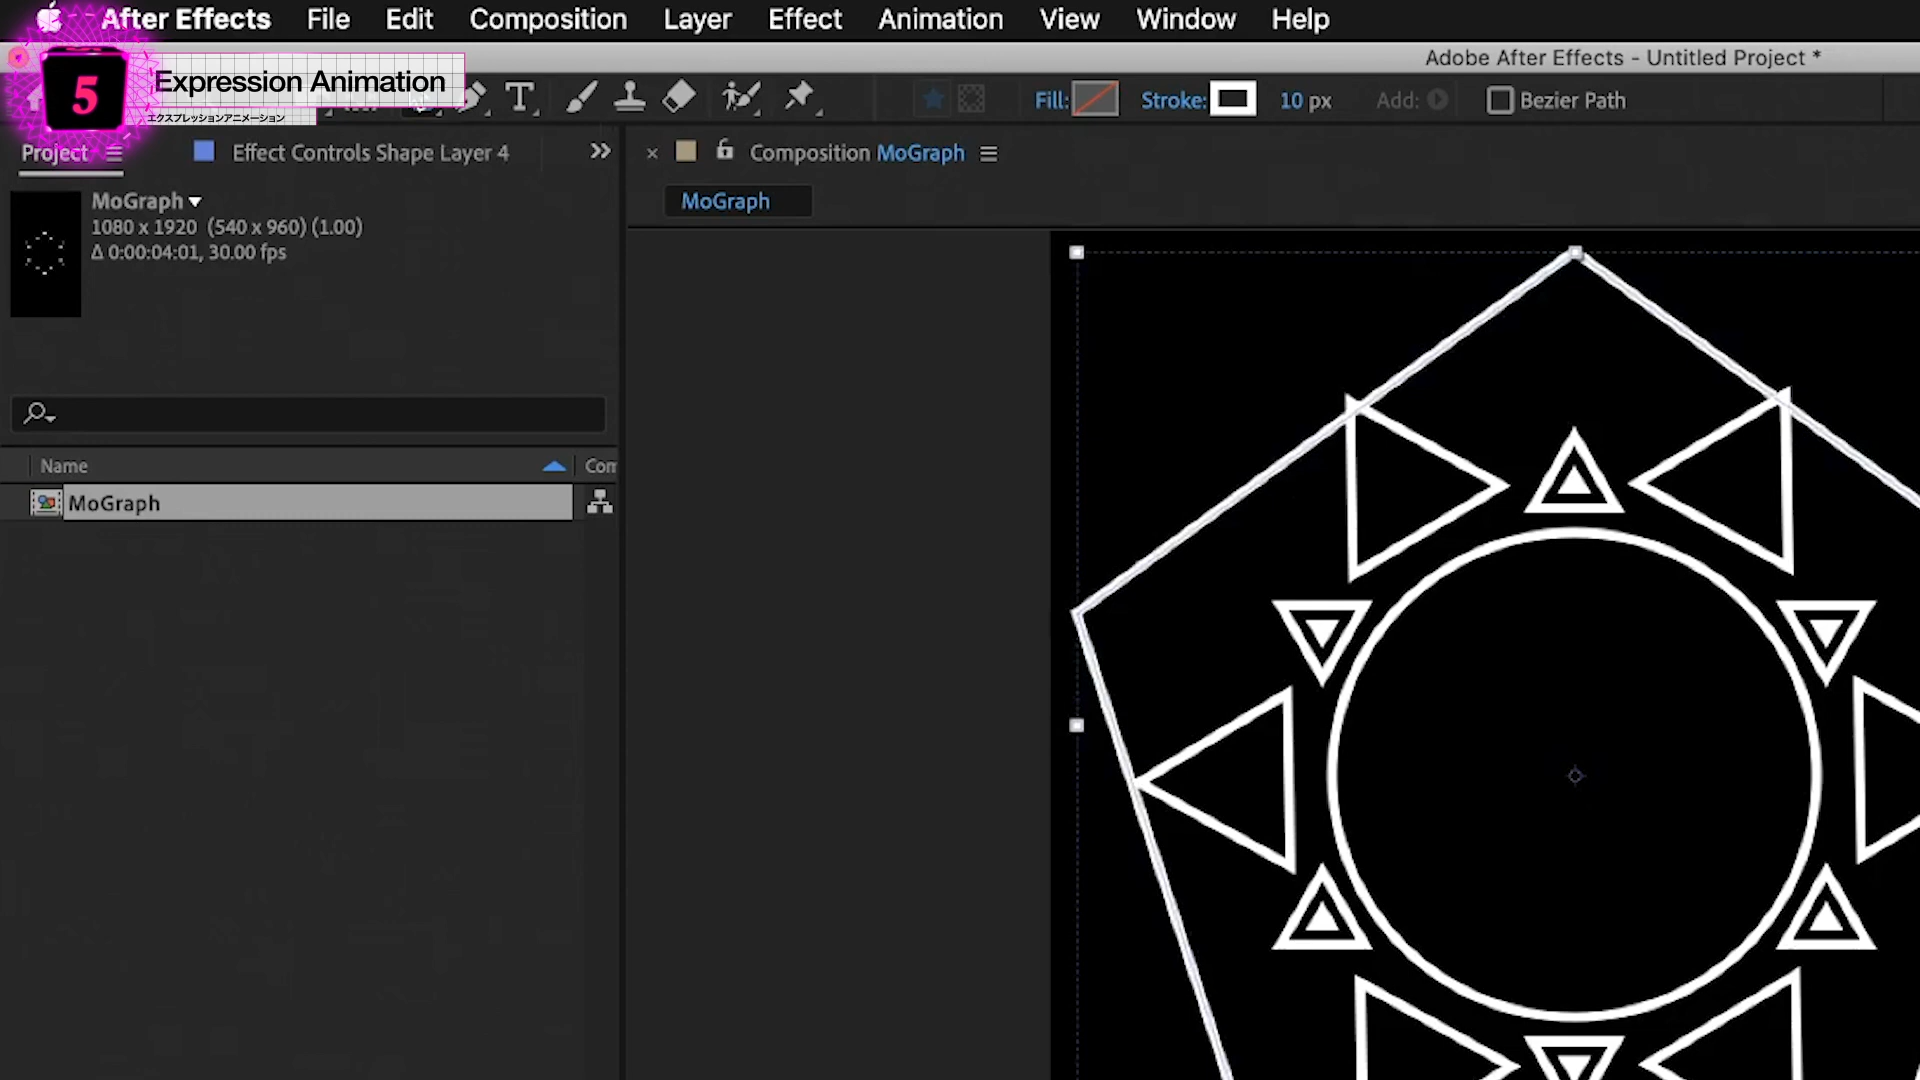 After Effects File Edit Composition Layer Effect Animation View Window Help
Adobe After Effects - Untitled Project *
5
Expression Animation
エクスプレッションアニメーション
Fill: Stroke: 10 px Add: Bezier Path
Project Effect Controls Shape Layer 4
Composition MoGraph
MoGraph
MoGraph
1080 x 1920 (540 x 960) (1.00)
Δ 0:00:04:01, 30.00 fps
Name Com
MoGraph